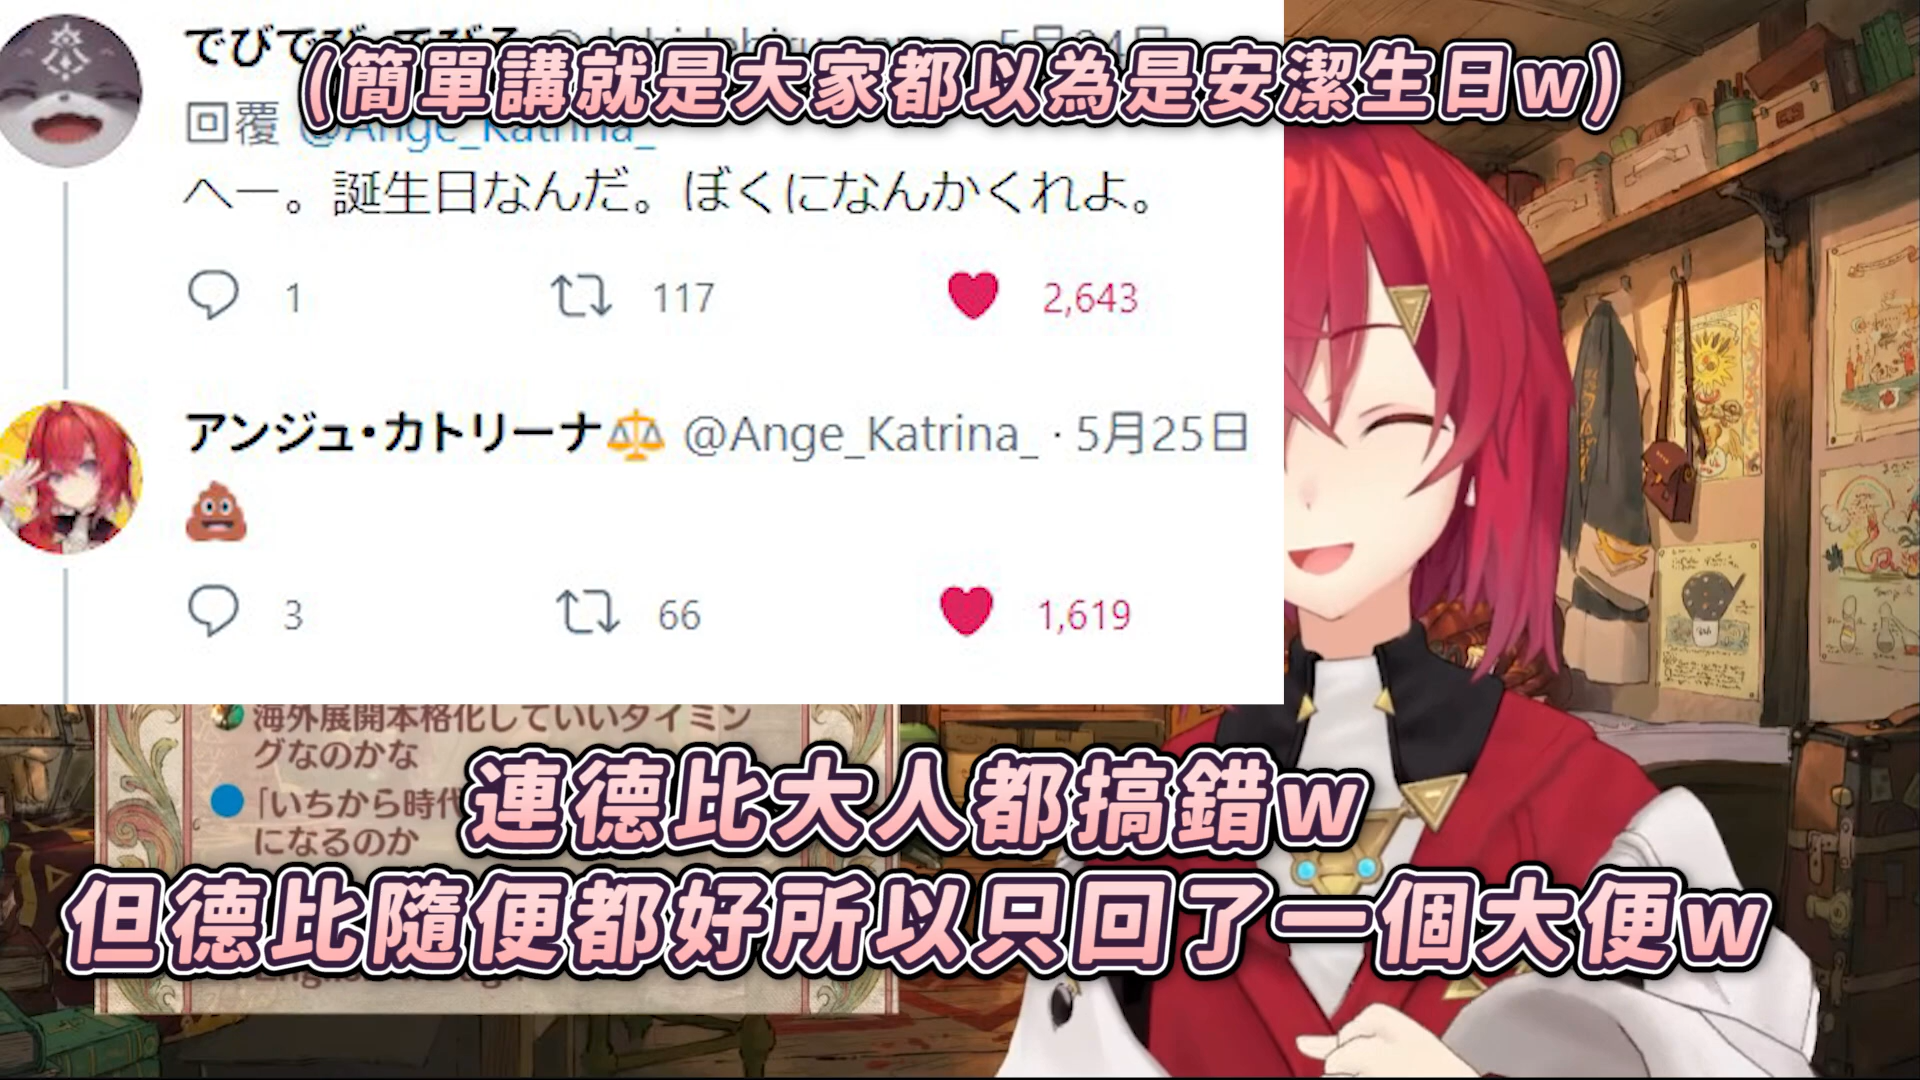 (簡單講就是大家都以為是安潔生日w)
回覆 @Ange_Katrina_
へー。誕生日なんだ。ぼくになんかくれよ。
1 117 2,643
アンジュ・カトリーナ⚖️ @Ange_Katrina_ · 5月25日
💩
3 66 1,619
海外展開本格化していいタイミン
グなのかな
「いちから時代
になるのか
連德比大人都搞錯w
但德比隨便都好所以只回了一個大便w